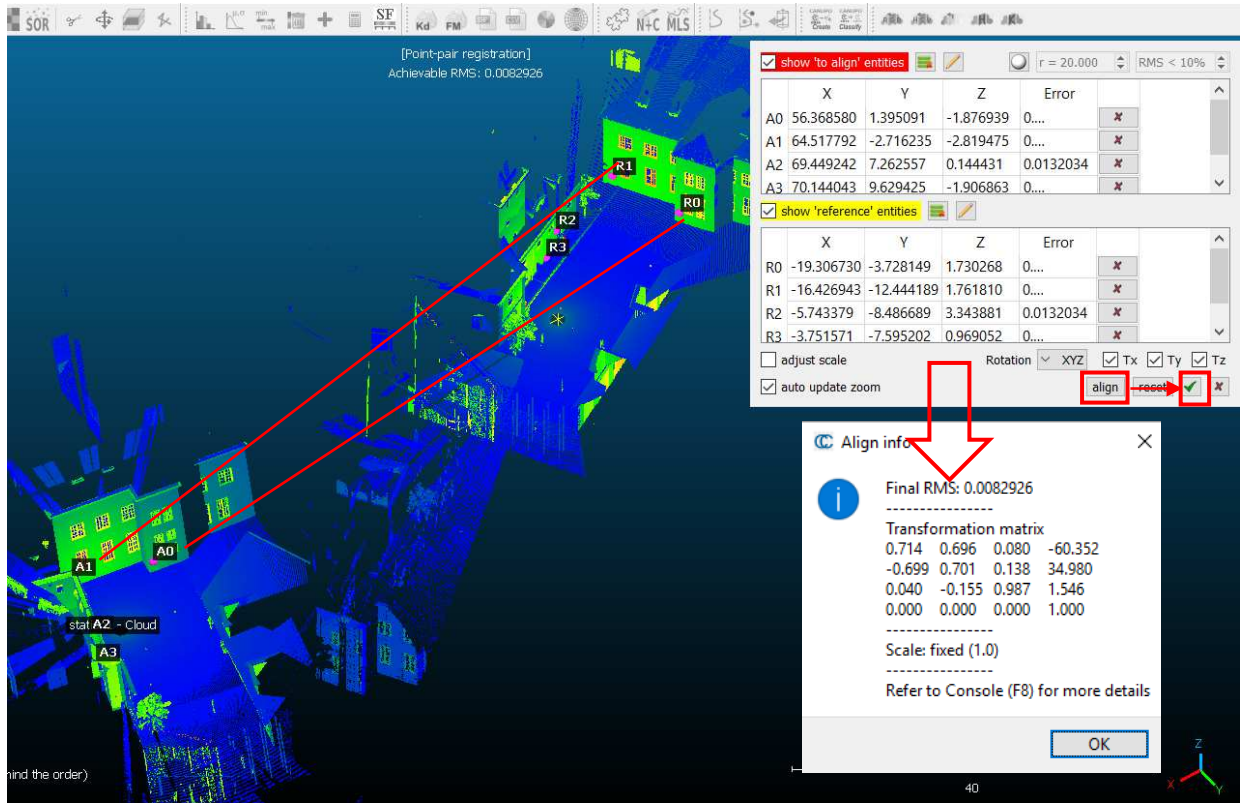 SOR
min.
max
SF
Kd
FM
N+C
MLS
CANUPO
Create
CANUPO
Classify
[Point-pair registration]
Achievable RMS: 0.0082926
show 'to align' entities r = 20.000 RMS < 10%
X Y Z Error
A0 56.368580 1.395091 -1.876939 0....
A1 64.517792 -2.716235 -2.819475 0....
A2 69.449242 7.262557 0.144431 0.0132034
A3 70.144043 9.629425 -1.906863 0....
show 'reference' entities
X Y Z Error
R0 -19.306730 -3.728149 1.730268 0....
R1 -16.426943 -12.444189 1.761810 0....
R2 -5.743379 -8.486689 3.343881 0.0132034
R3 -3.751571 -7.595202 0.969052 0....
adjust scale Rotation XYZ Tx Ty Tz
auto update zoom align reset
R1
R0
R2
R3
A0
A1
stat A2 - Cloud
A3
Align info
Final RMS: 0.0082926
----------------
Transformation matrix
0.714 0.696 0.080 -60.352
-0.699 0.701 0.138 34.980
0.040 -0.155 0.987 1.546
0.000 0.000 0.000 1.000
----------------
Scale: fixed (1.0)
----------------
Refer to Console (F8) for more details
OK
ind the order)
40
Z
X
Y